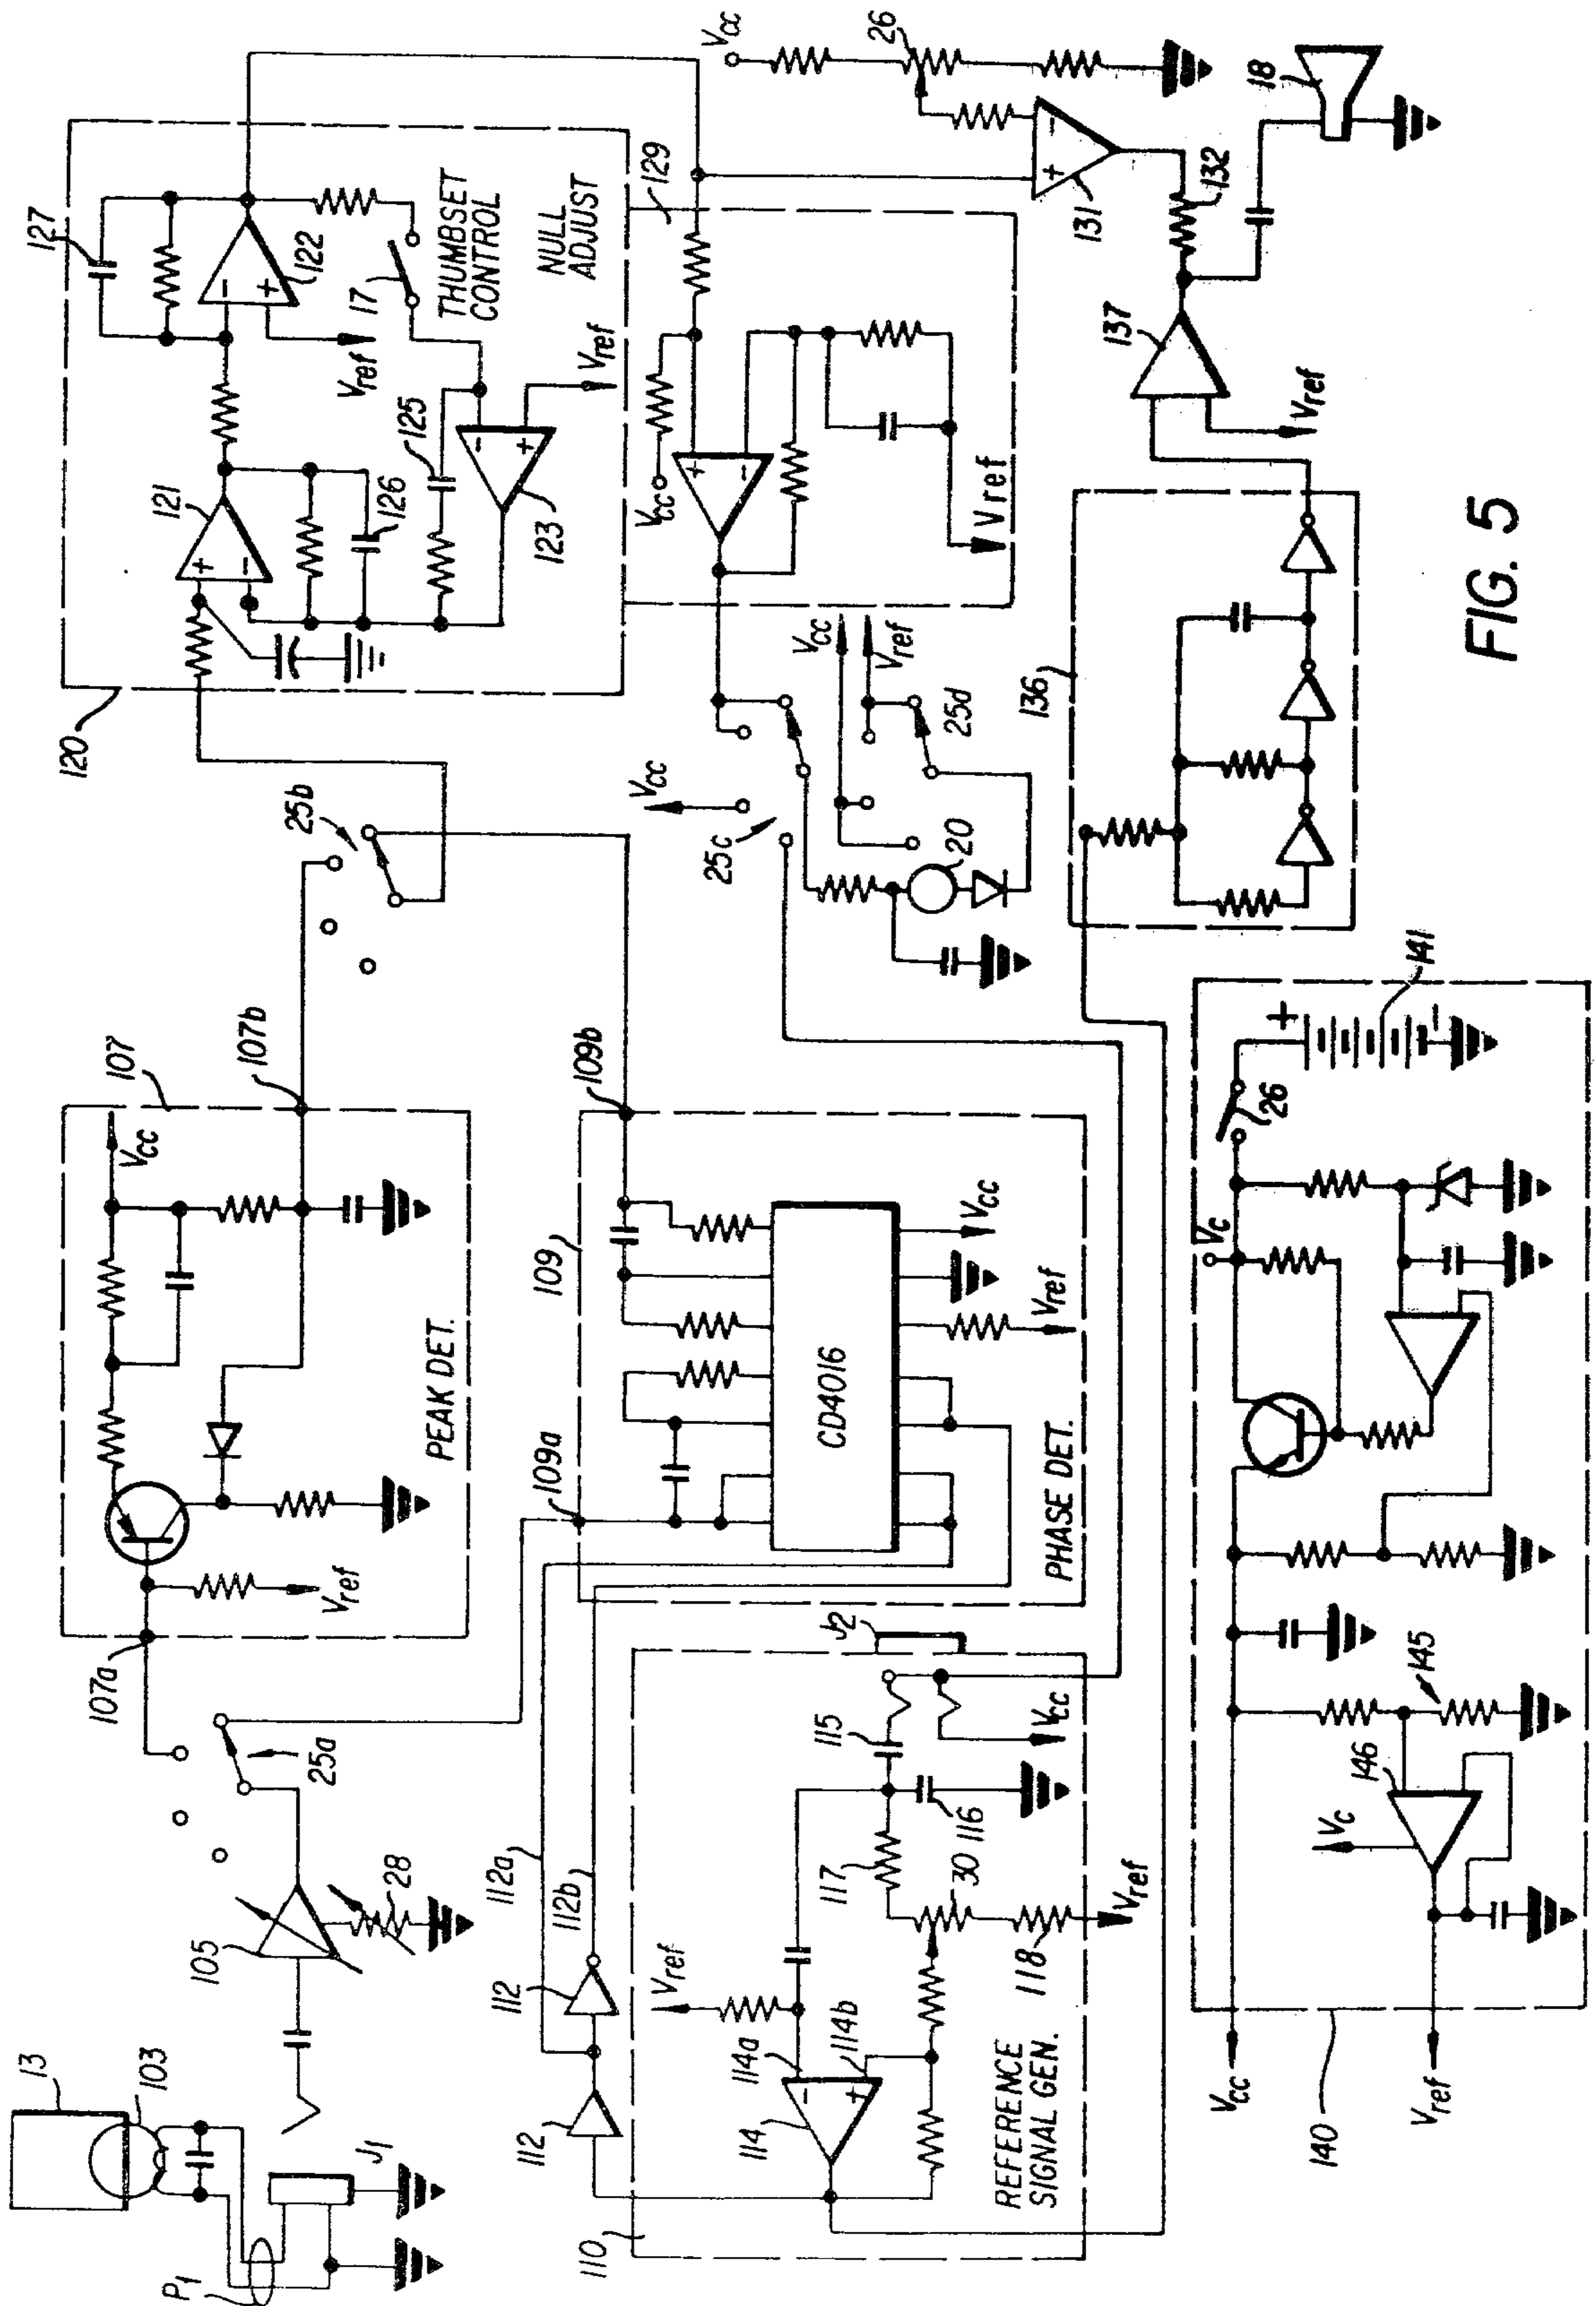 127
121
122
17
THUMBSET
CONTROL
NULL
ADJUST
Vref
125
126
123
Vref
120
129
Vcc
26
131
132
18
137
Vref
Vcc
Vref
25b
Vcc
25c
Vcc
Vref
25d
20
136
FIG. 5
107
107b
Vcc
PEAK DET.
Vref
107a
109b
109
CD4016
Vcc
Vref
109a
PHASE DET.
25a
28
105
112a
112b
112
112
J2
115
116
117
30
118
Vcc
Vref
Vref
114a
114b
114
REFERENCE
SIGNAL GEN.
110
13
103
J1
P1
141
+
-
26
Vc
145
146
Vc
Vcc
Vref
140